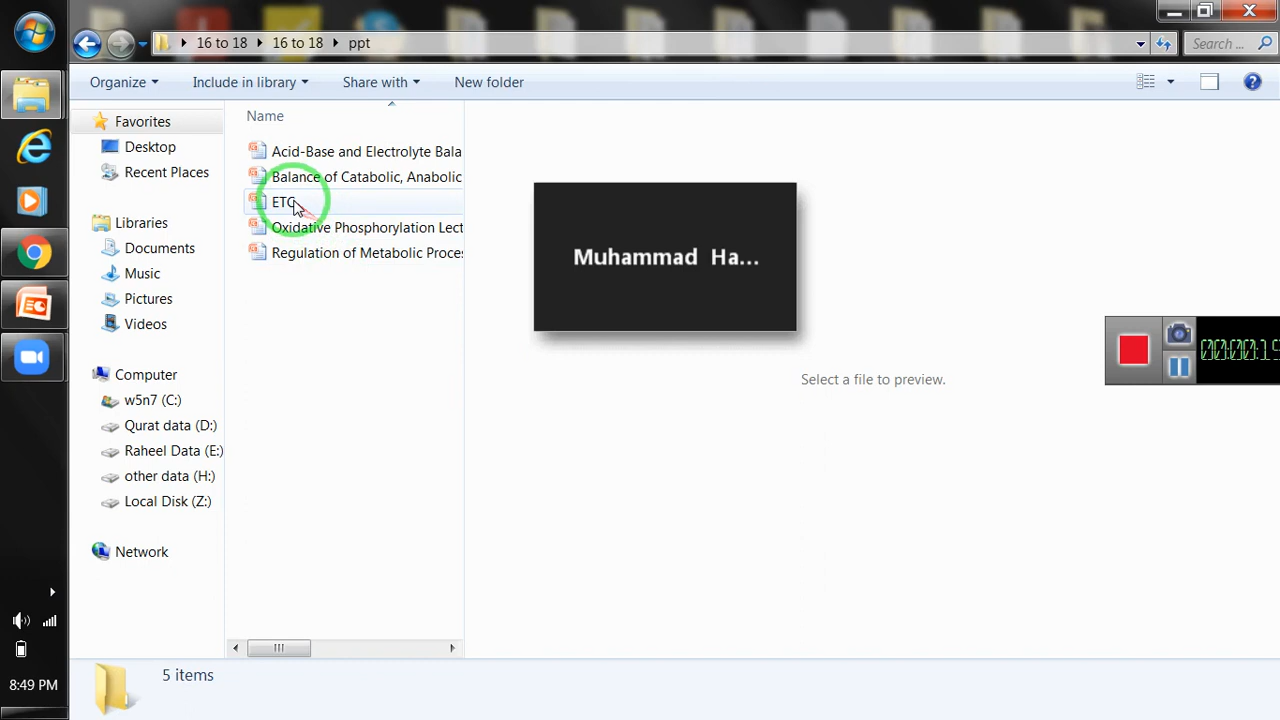 16 to 18 16 to 18 ppt
Search ...
Organize Include in library Share with New folder
Favorites
Desktop
Recent Places
Libraries
Documents
Music
Pictures
Videos
Computer
w5n7 (C:)
Qurat data (D:)
Raheel Data (E:)
other data (H:)
Local Disk (Z:)
Network
Name
Acid-Base and Electrolyte Bala
Balance of Catabolic, Anabolic
ETC
Oxidative Phosphorylation Lect
Regulation of Metabolic Proces
Muhammad Ha...
Select a file to preview.
5 items
8:49 PM